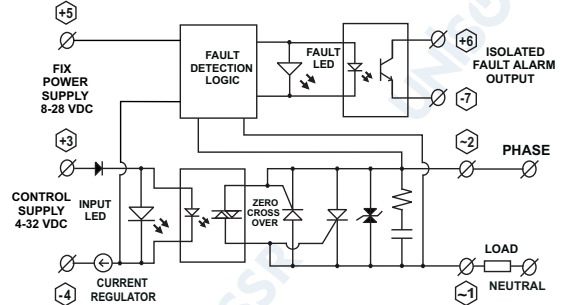 +5
FIX
POWER
SUPPLY
8-28 VDC
FAULT
DETECTION
LOGIC
FAULT
LED
+6
ISOLATED
FAULT ALARM
OUTPUT
-7
+3
CONTROL
SUPPLY
4-32 VDC
INPUT
LED
ZERO
CROSS
OVER
~2
PHASE
-4
CURRENT
REGULATOR
~1
LOAD
NEUTRAL